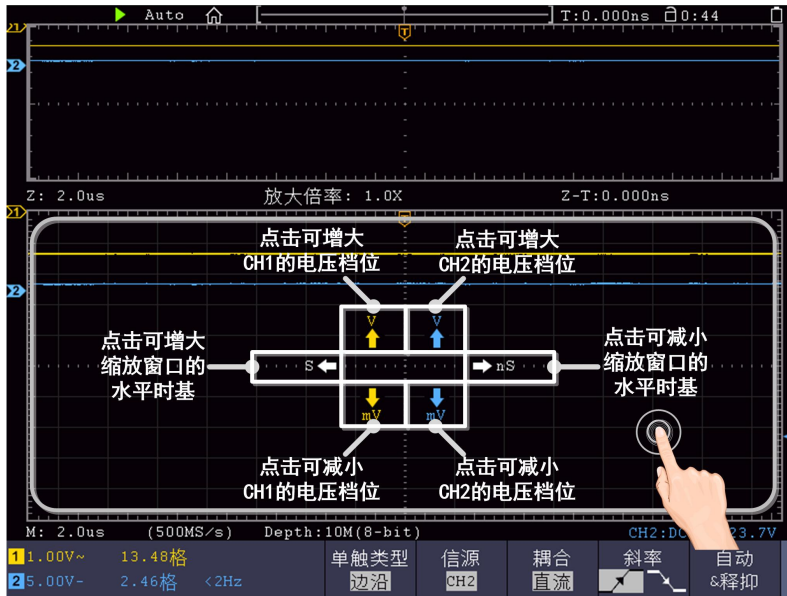 Auto
T:0.000ns 0:44
1
T
2
Z: 2.0us 放大倍率: 1.0X Z-T:0.000ns
1
T
点击可增大
CH1的电压档位
点击可增大
CH2的电压档位
2
V V
点击可增大
缩放窗口的
水平时基
S nS
点击可减小
缩放窗口的
水平时基
mV mV
点击可减小
CH1的电压档位
点击可减小
CH2的电压档位
M: 2.0us (500MS/s) Depth:10M(8-bit) CH2:DC 23.7V
1 1.00V~ 13.48格
2 5.00V- 2.46格 <2Hz
单触类型
边沿
信源
CH2
耦合
直流
斜率
自动
&释抑